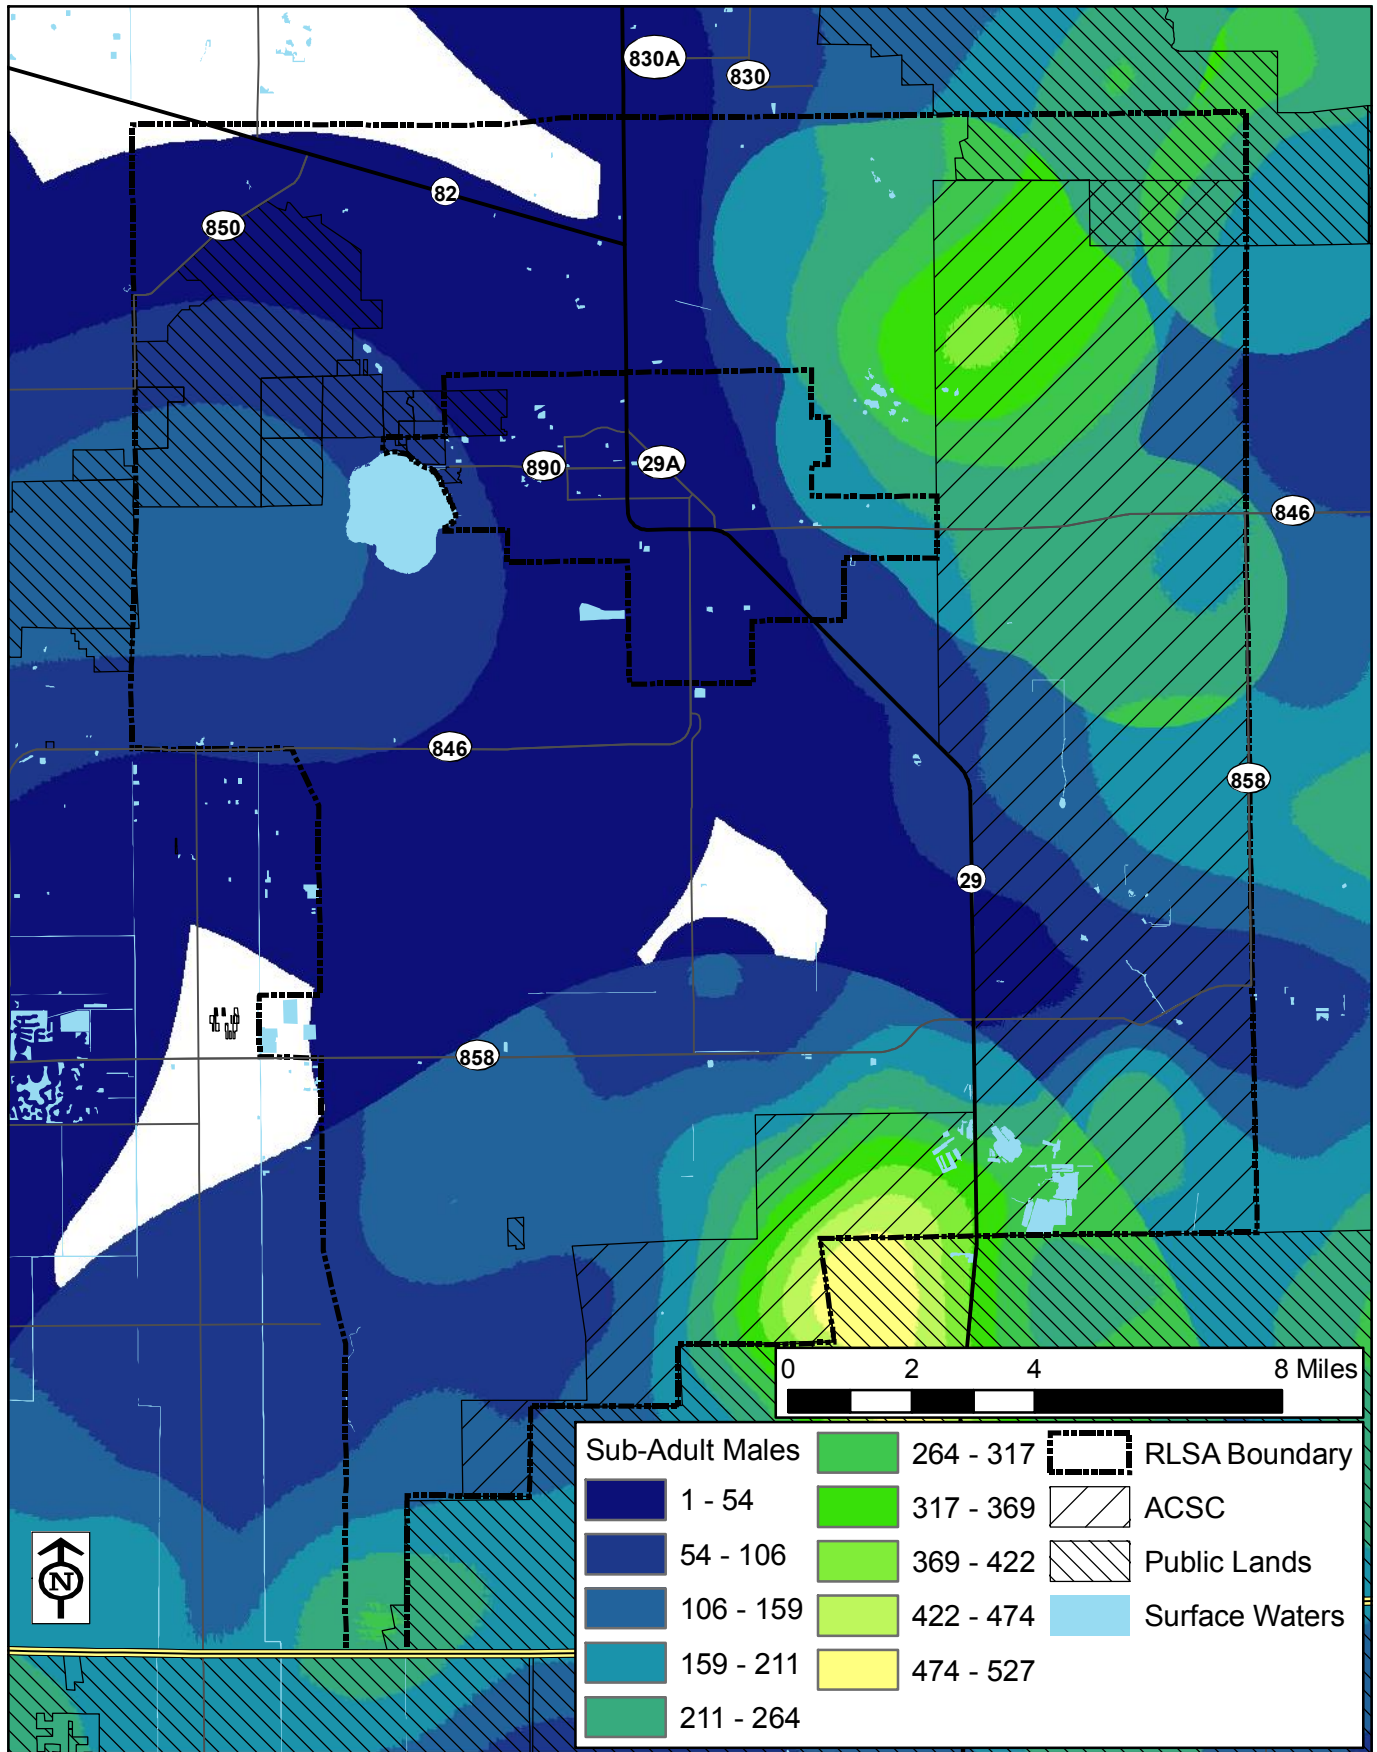 830A
830
82
850
890
29A
846
846
858
29
858
0 2 4 8 Miles
Sub-Adult Males
1 - 54
54 - 106
106 - 159
159 - 211
211 - 264
264 - 317
317 - 369
369 - 422
422 - 474
474 - 527
RLSA Boundary
ACSC
Public Lands
Surface Waters
N